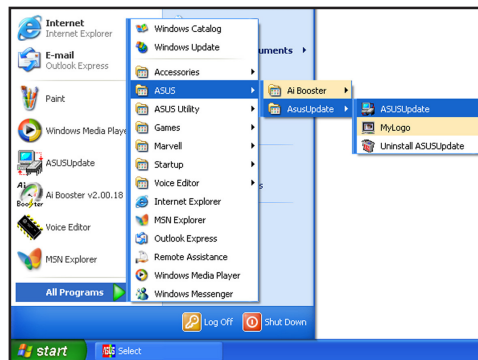 Internet
Internet Explorer
E-mail
Outlook Express
Paint
Windows Media Playe
ASUSUpdate
Ai Booster v2.00.18
Voice Editor
MSN Explorer
All Programs
Windows Catalog
Windows Update
Accessories
ASUS
ASUS Utility
Games
Marvell
Startup
Voice Editor
Internet Explorer
MSN Explorer
Outlook Express
Remote Assistance
Windows Media Player
Windows Messenger
uments
s
Ai Booster
AsusUpdate
ASUSUpdate
MyLogo
Uninstall ASUSUpdate
Log Off
Shut Down
start
Select